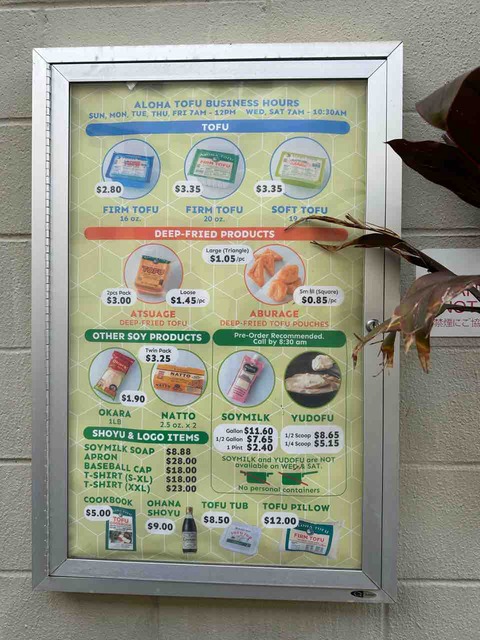 ALOHA TOFU BUSINESS HOURS
SUN, MON, TUE, THU, FRI 7AM - 12PM WED, SAT 7AM - 10:30AM
TOFU
$2.80
$3.35
$3.35
FIRM TOFU
16 oz.
FIRM TOFU
20 oz.
SOFT TOFU
DEEP-FRIED PRODUCTS
2pcs Pack
$3.00
Loose
$1.45/pc
Large (Triangle)
$1.05/pc
Sm (Square)
$0.85/pc
ATSUAGE
DEEP-FRIED TOFU
ABURAGE
DEEP-FRIED TOFU POUCHES
OTHER SOY PRODUCTS
Twin Pack
$3.25
$1.90
NATTO
OKARA
1LB
NATTO
2.5 oz. x 2
Pre-Order Recommended.
Call by 8:30 am
SOYMILK
Gallon $11.60
1/2 Gallon $7.65
1 Pint $2.40
YUDOFU
1/2 Scoop $8.65
1/4 Scoop $5.15
SOYMILK and YUDOFU are NOT
available on WED & SAT.
No personal containers
SHOYU & LOGO ITEMS
SOYMILK SOAP $8.88
APRON $28.00
BASEBALL CAP $18.00
T-SHIRT (S-XL) $18.00
T-SHIRT (XXL) $23.00
COOKBOOK
$5.00
TOFU
OHANA
SHOYU
$9.00
TOFU TUB
$8.50
TOFU PILLOW
$12.00
FIRM TOFU